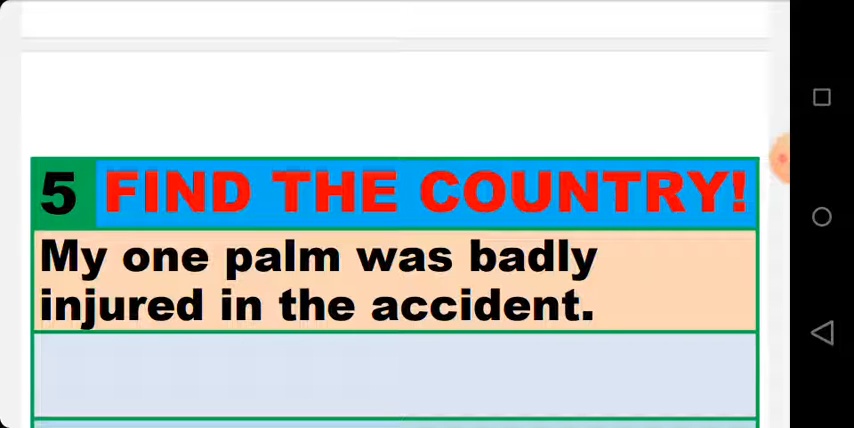 5 FIND THE COUNTRY!
My one palm was badly
injured in the accident.